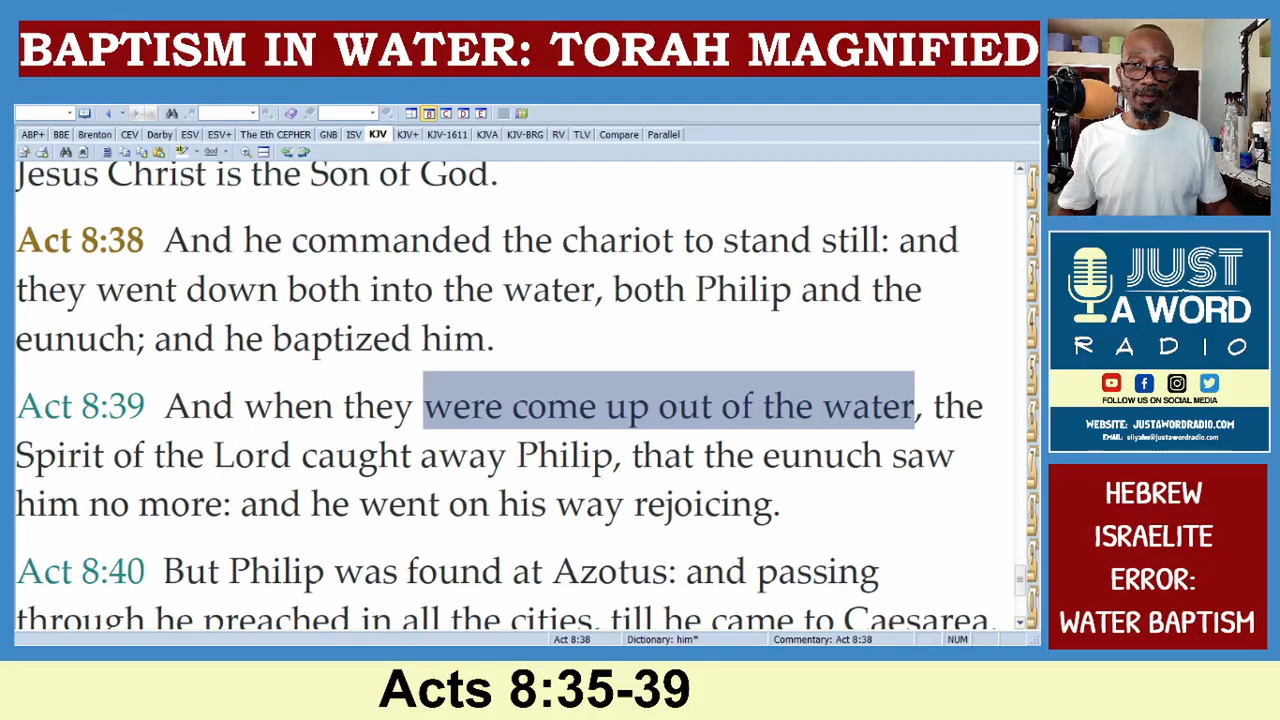 BAPTISM IN WATER: TORAH MAGNIFIED
ABP+ BBE Brenton CEV Darby ESV ESV+ The Eth CEPHER GNB ISV KJV KJV+ KJV-1611 KJVA KJV-BRG RV TLV Compare Parallel
Jesus Christ is the Son of God.
Act 8:38 And he commanded the chariot to stand still: and
they went down both into the water, both Philip and the
eunuch; and he baptized him.
Act 8:39 And when they were come up out of the water, the
Spirit of the Lord caught away Philip, that the eunuch saw
him no more: and he went on his way rejoicing.
Act 8:40 But Philip was found at Azotus: and passing
through he preached in all the cities, till he came to Caesarea.
Act 8:38 Dictionary: him* Commentary: Act 8:38 NUM
JUST
A WORD
RADIO
FOLLOW US ON SOCIAL MEDIA
WEBSITE: JUSTAWORDRADIO.COM
EMAIL: eliyahu@justawordradio.com
HEBREW
ISRAELITE
ERROR:
WATER BAPTISM
Acts 8:35-39